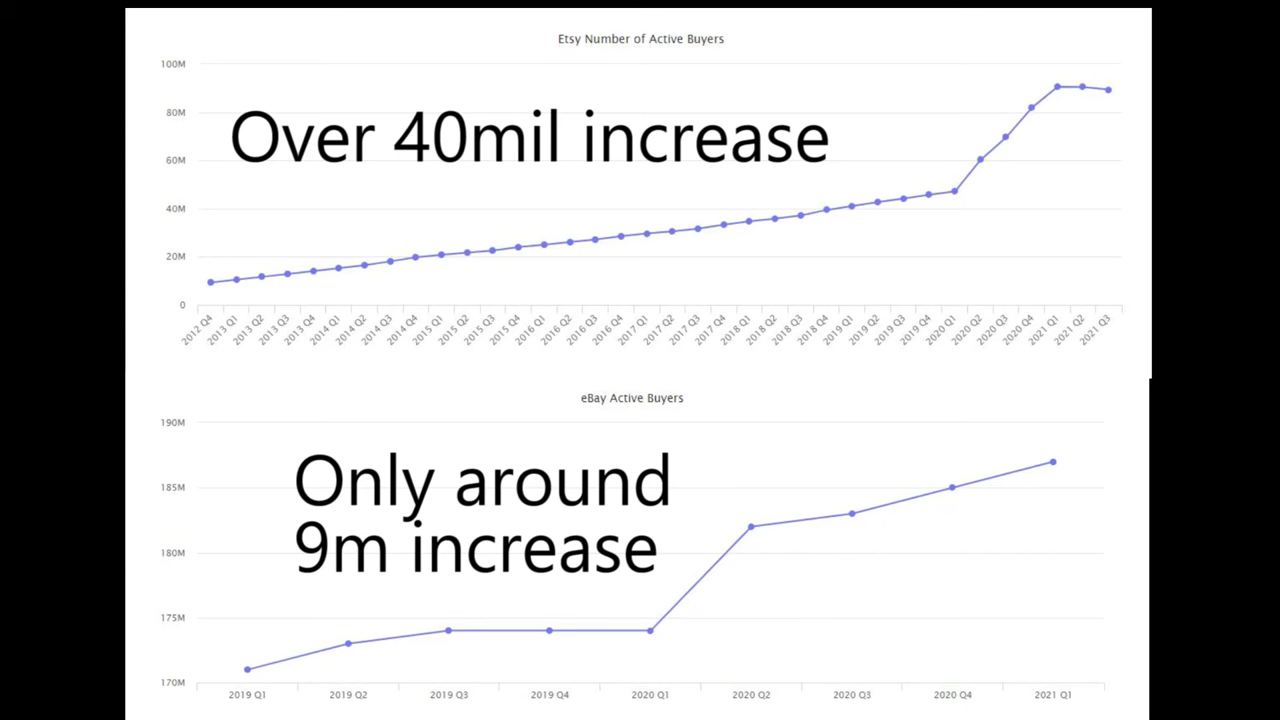 Etsy Number of Active Buyers
100M
80M
60M
40M
20M
0
Over 40mil increase
2012 Q4 2013 Q1 2013 Q2 2013 Q3 2013 Q4 2014 Q1 2014 Q2 2014 Q3 2014 Q4 2015 Q1 2015 Q2 2015 Q3 2015 Q4 2016 Q1 2016 Q2 2016 Q3 2016 Q4 2017 Q1 2017 Q2 2017 Q3 2017 Q4 2018 Q1 2018 Q2 2018 Q3 2018 Q4 2019 Q1 2019 Q2 2019 Q3 2019 Q4 2020 Q1 2020 Q2 2020 Q3 2020 Q4 2021 Q1 2021 Q2 2021 Q3
eBay Active Buyers
190M
185M
180M
175M
170M
Only around
9m increase
2019 Q1 2019 Q2 2019 Q3 2019 Q4 2020 Q1 2020 Q2 2020 Q3 2020 Q4 2021 Q1